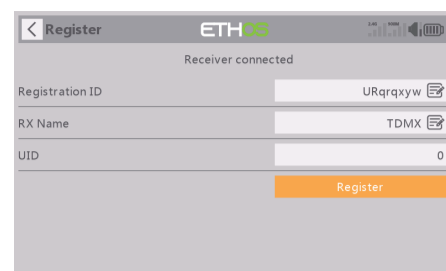 Register
ETHOS
Receiver connected
Registration ID
URqrqxyw
RX Name
TDMX
UID
0
Register